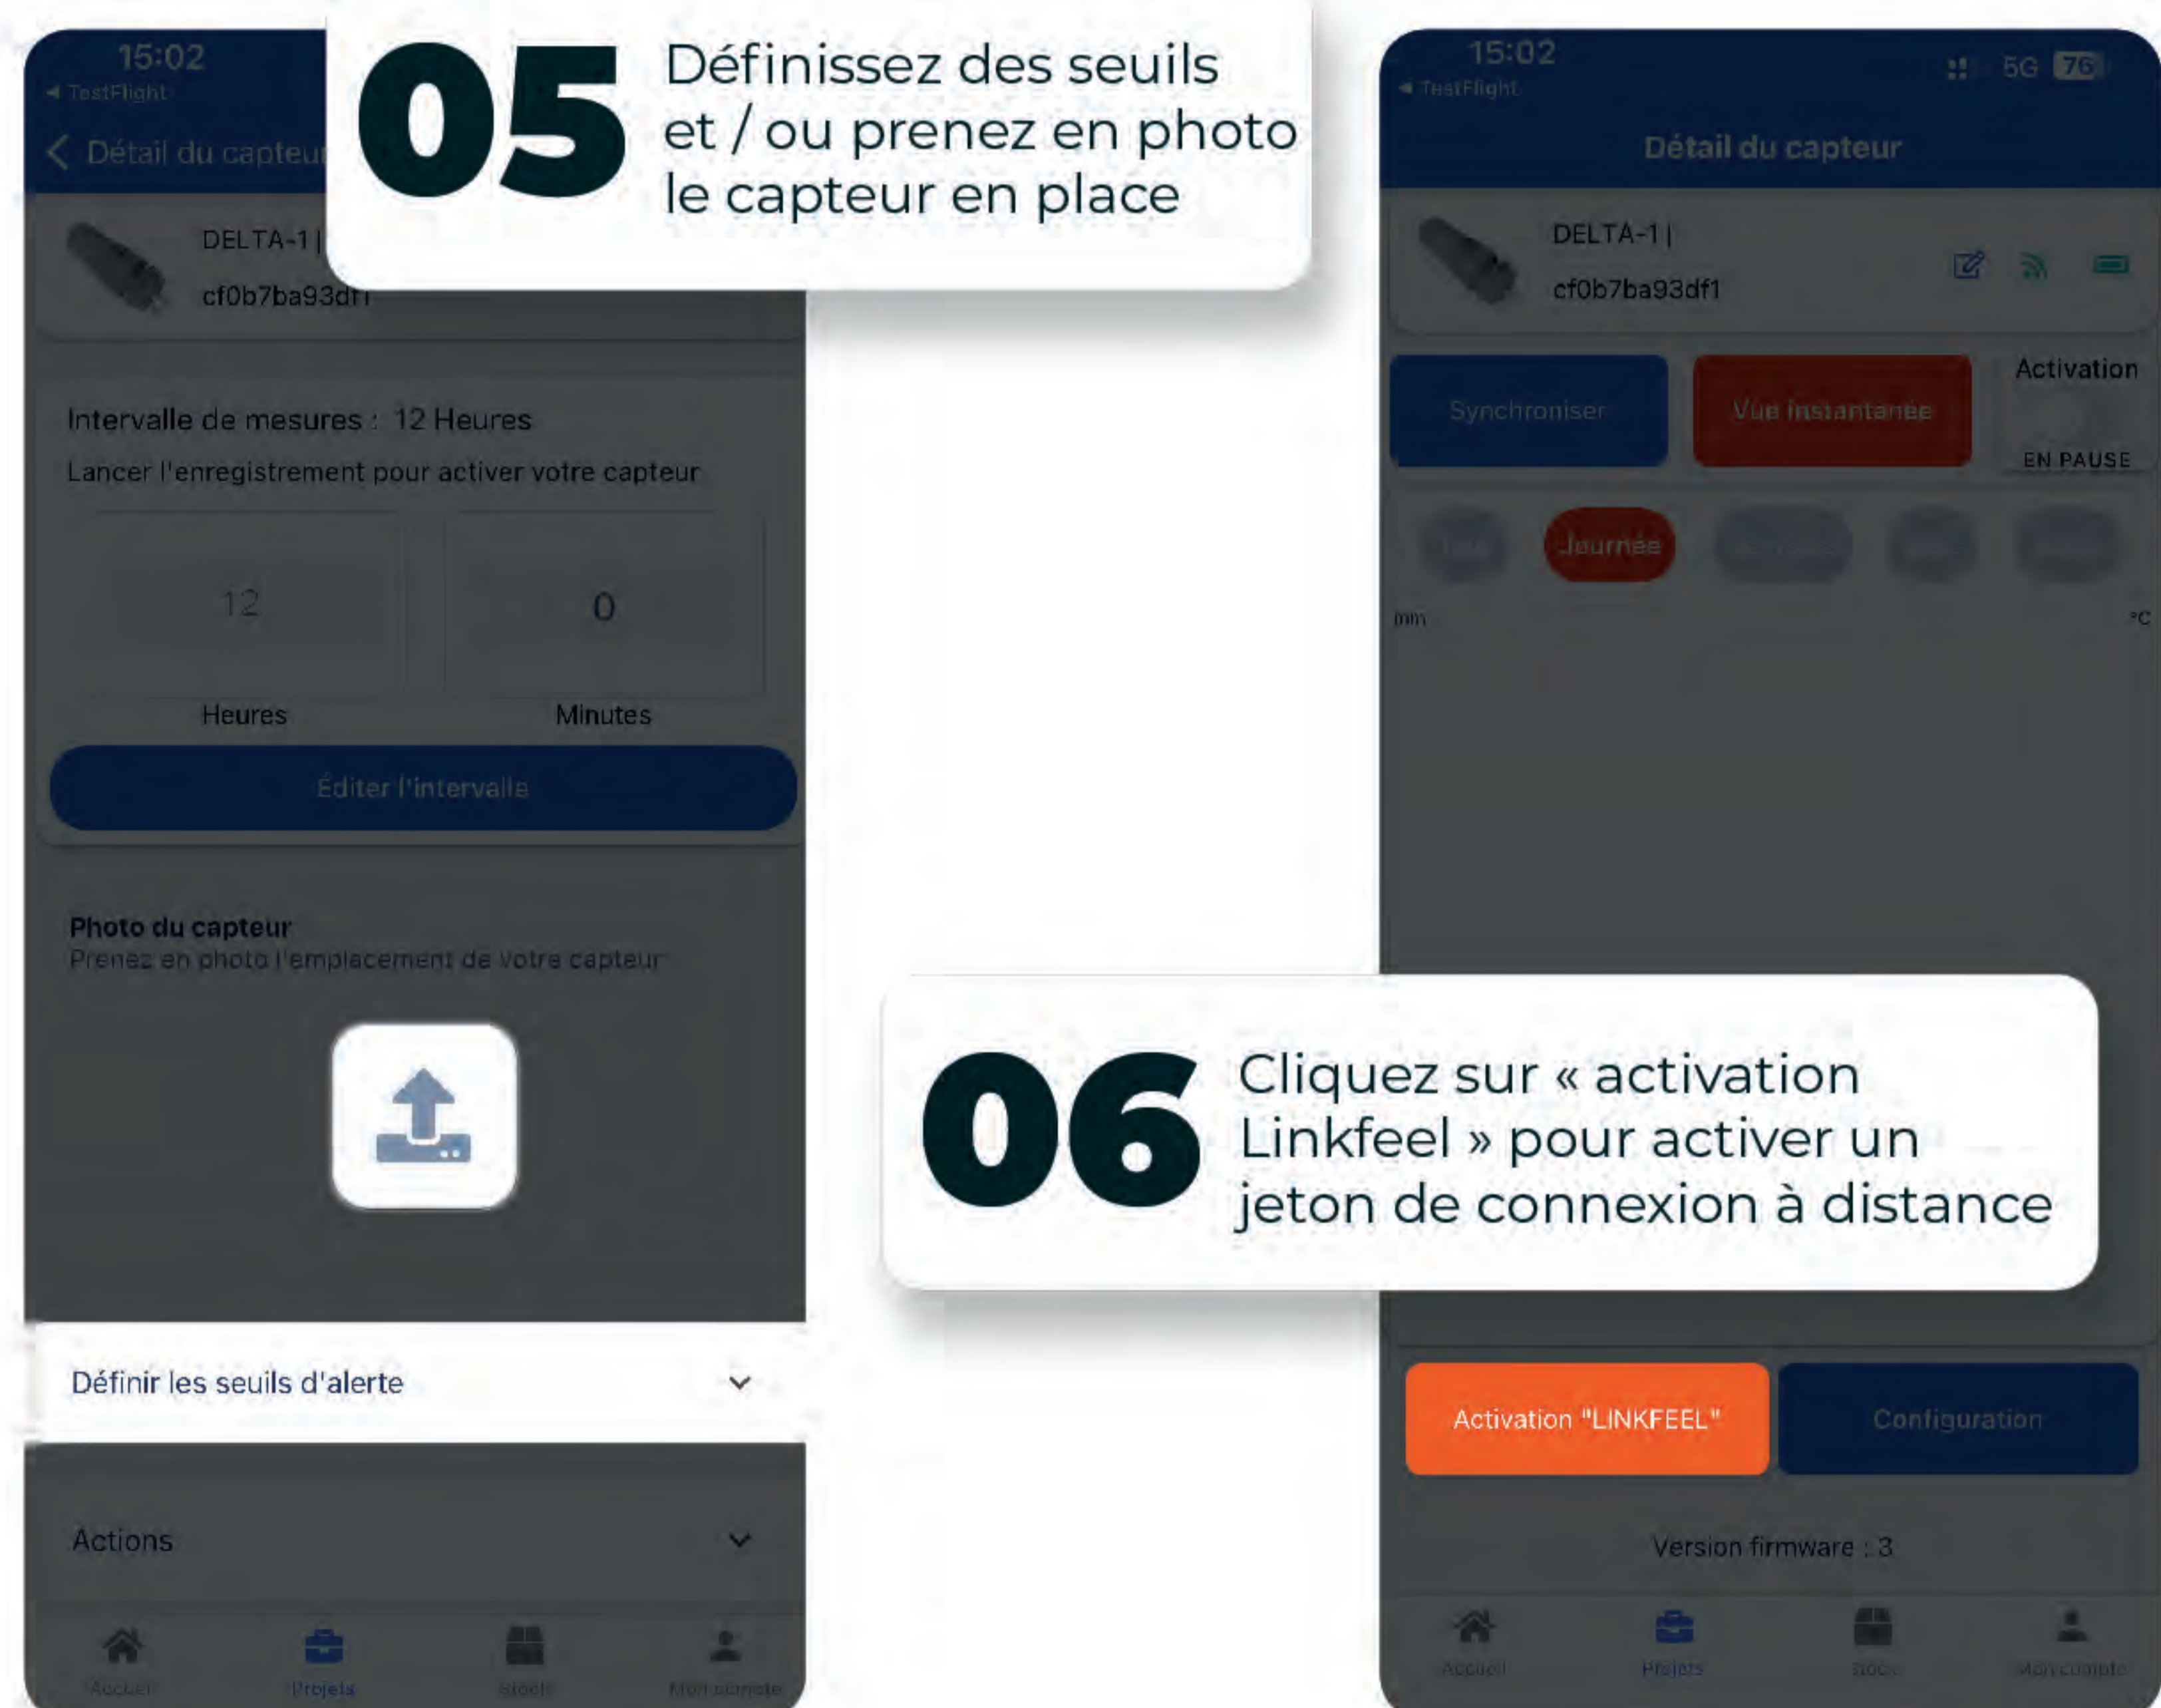 15:02
◄ TestFlight
Détail du capteur
DELTA-1 |
cf0b7ba93df1
05
Définissez des seuils
et / ou prenez en photo
le capteur en place
Intervalle de mesures : 12 Heures
Lancer l'enregistrement pour activer votre capteur
12
0
Heures
Minutes
Éditer l'intervalle
Photo du capteur
Prenez en photo l'emplacement de votre capteur
Définir les seuils d'alerte
Actions
Accueil
Projets
Stock
Mon compte
15:02
5G 76
◄ TestFlight
Détail du capteur
DELTA-1 |
cf0b7ba93df1
Synchroniser
Vue instantanée
Activation
EN PAUSE
Journée
mm
°C
06
Cliquez sur « activation
Linkfeel » pour activer un
jeton de connexion à distance
Activation "LINKFEEL"
Configuration
Version firmware : 3
Accueil
Projets
Stock
Mon compte